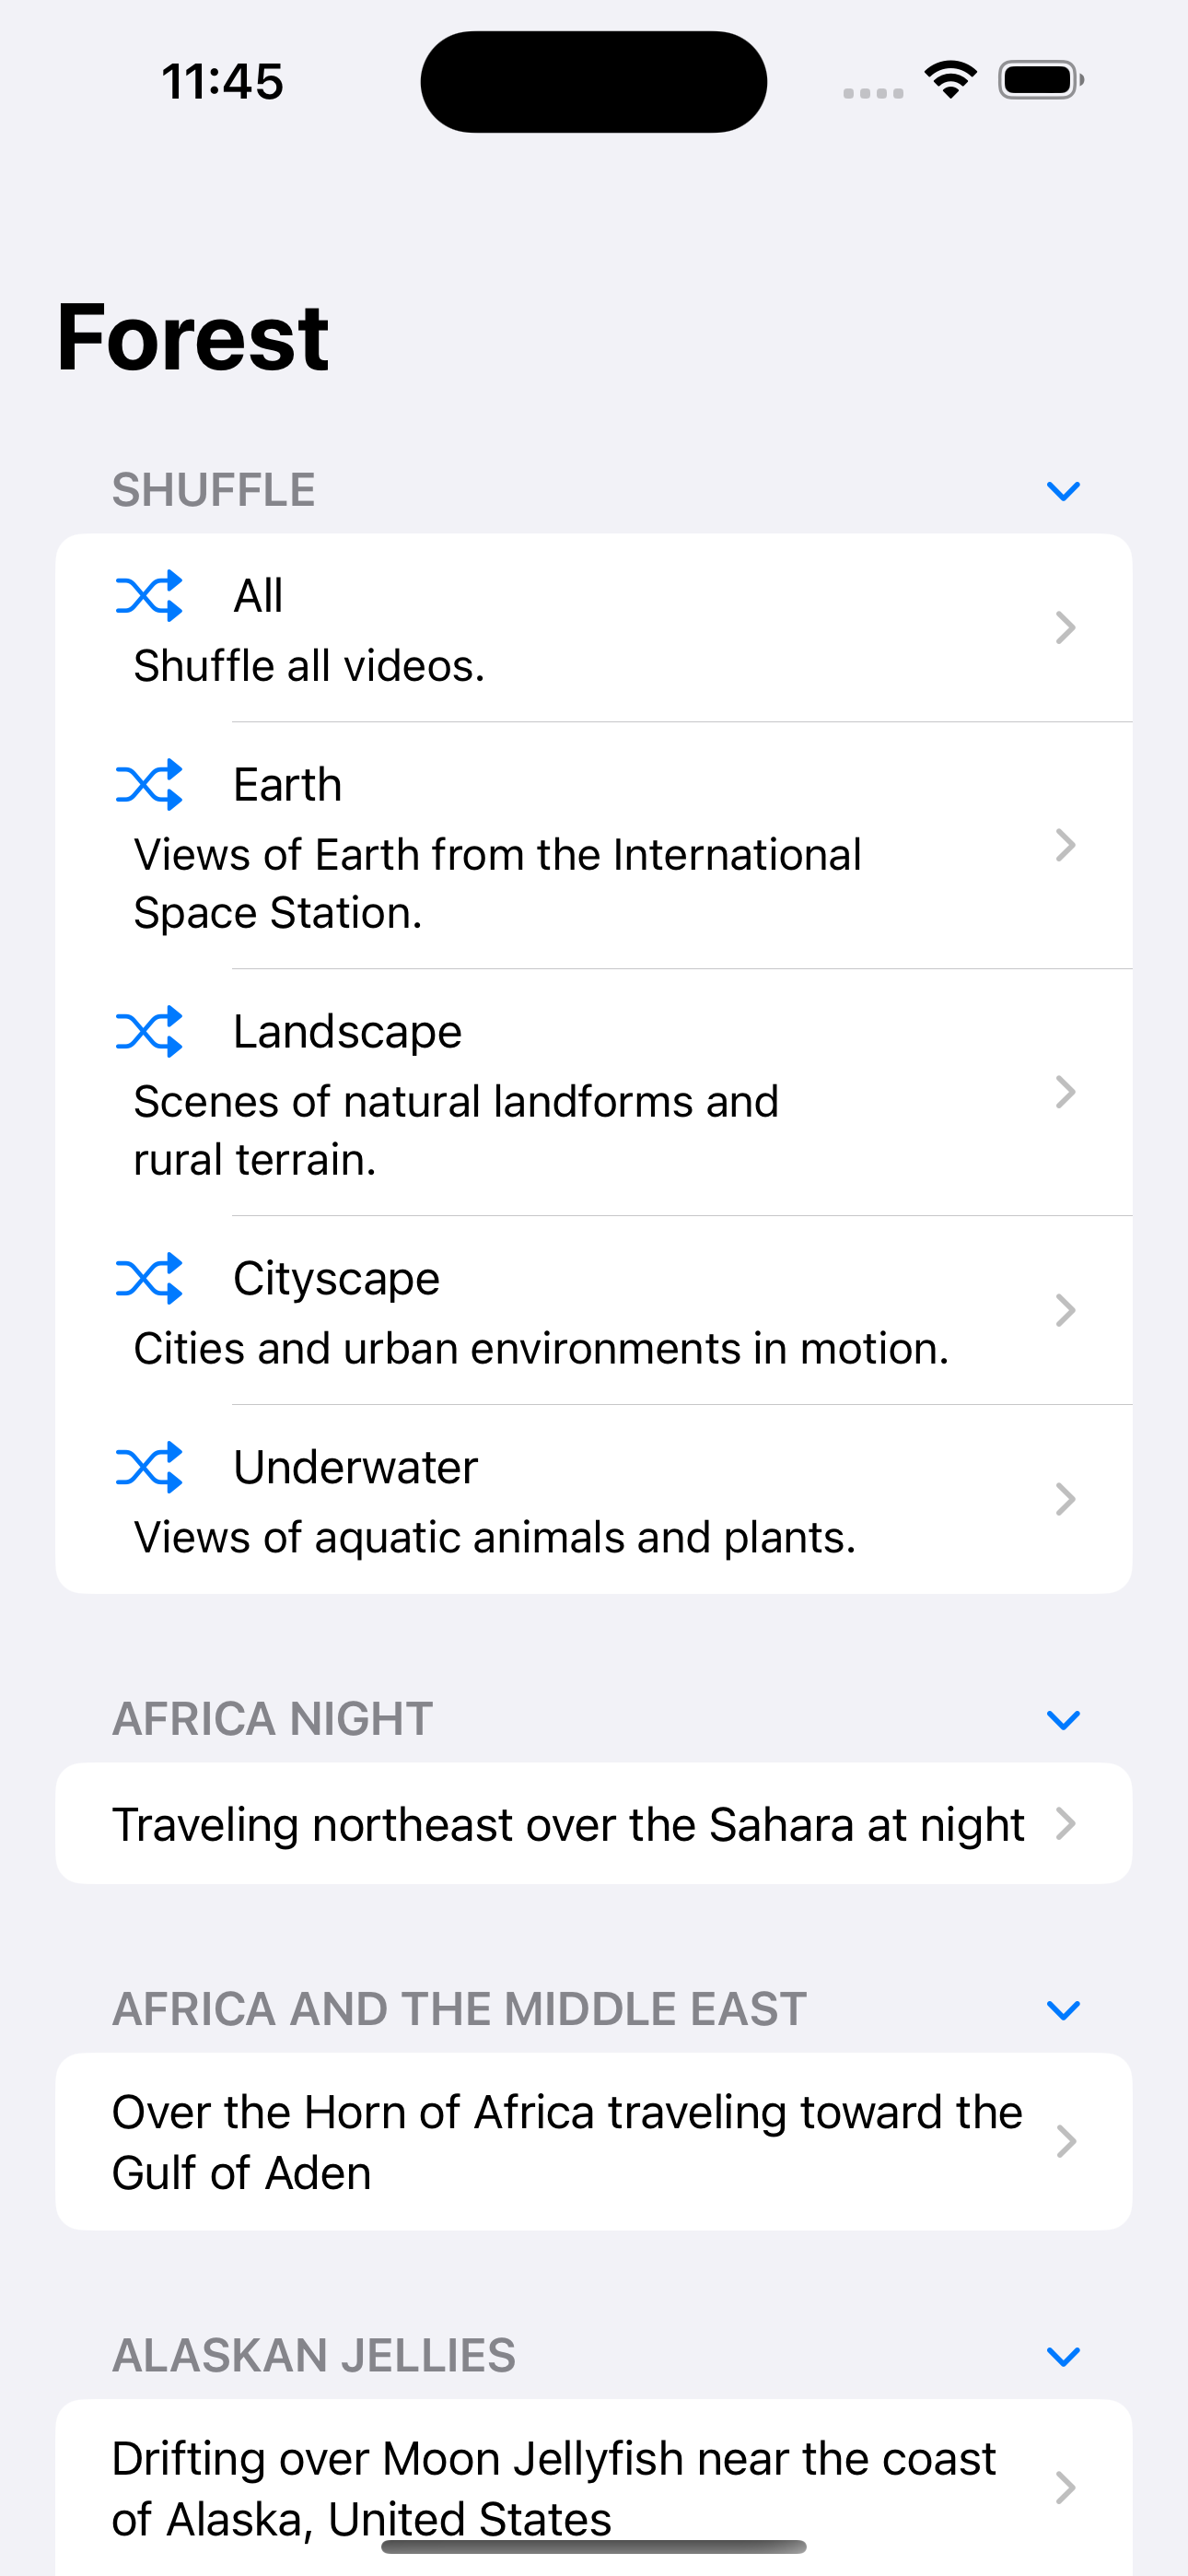 11:45
Forest
SHUFFLE
All
Shuffle all videos.
Earth
Views of Earth from the International
Space Station.
Landscape
Scenes of natural landforms and
rural terrain.
Cityscape
Cities and urban environments in motion.
Underwater
Views of aquatic animals and plants.
AFRICA NIGHT
Traveling northeast over the Sahara at night
AFRICA AND THE MIDDLE EAST
Over the Horn of Africa traveling toward the
Gulf of Aden
ALASKAN JELLIES
Drifting over Moon Jellyfish near the coast
of Alaska, United States